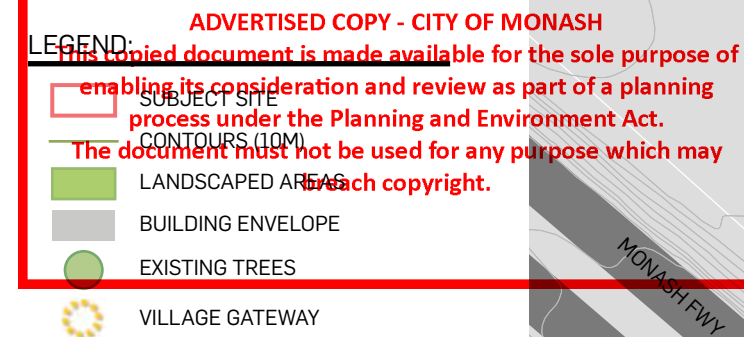 ADVERTISED COPY - CITY OF MONASH
LEGEND:
This copied document is made available for the sole purpose of
enabling its consideration and review as part of a planning
SUBJECT SITE
process under the Planning and Environment Act.
CONTOURS (10M)
The document must not be used for any purpose which may
LANDSCAPED AREAS
breach copyright.
BUILDING ENVELOPE
EXISTING TREES
MONASH FWY
VILLAGE GATEWAY